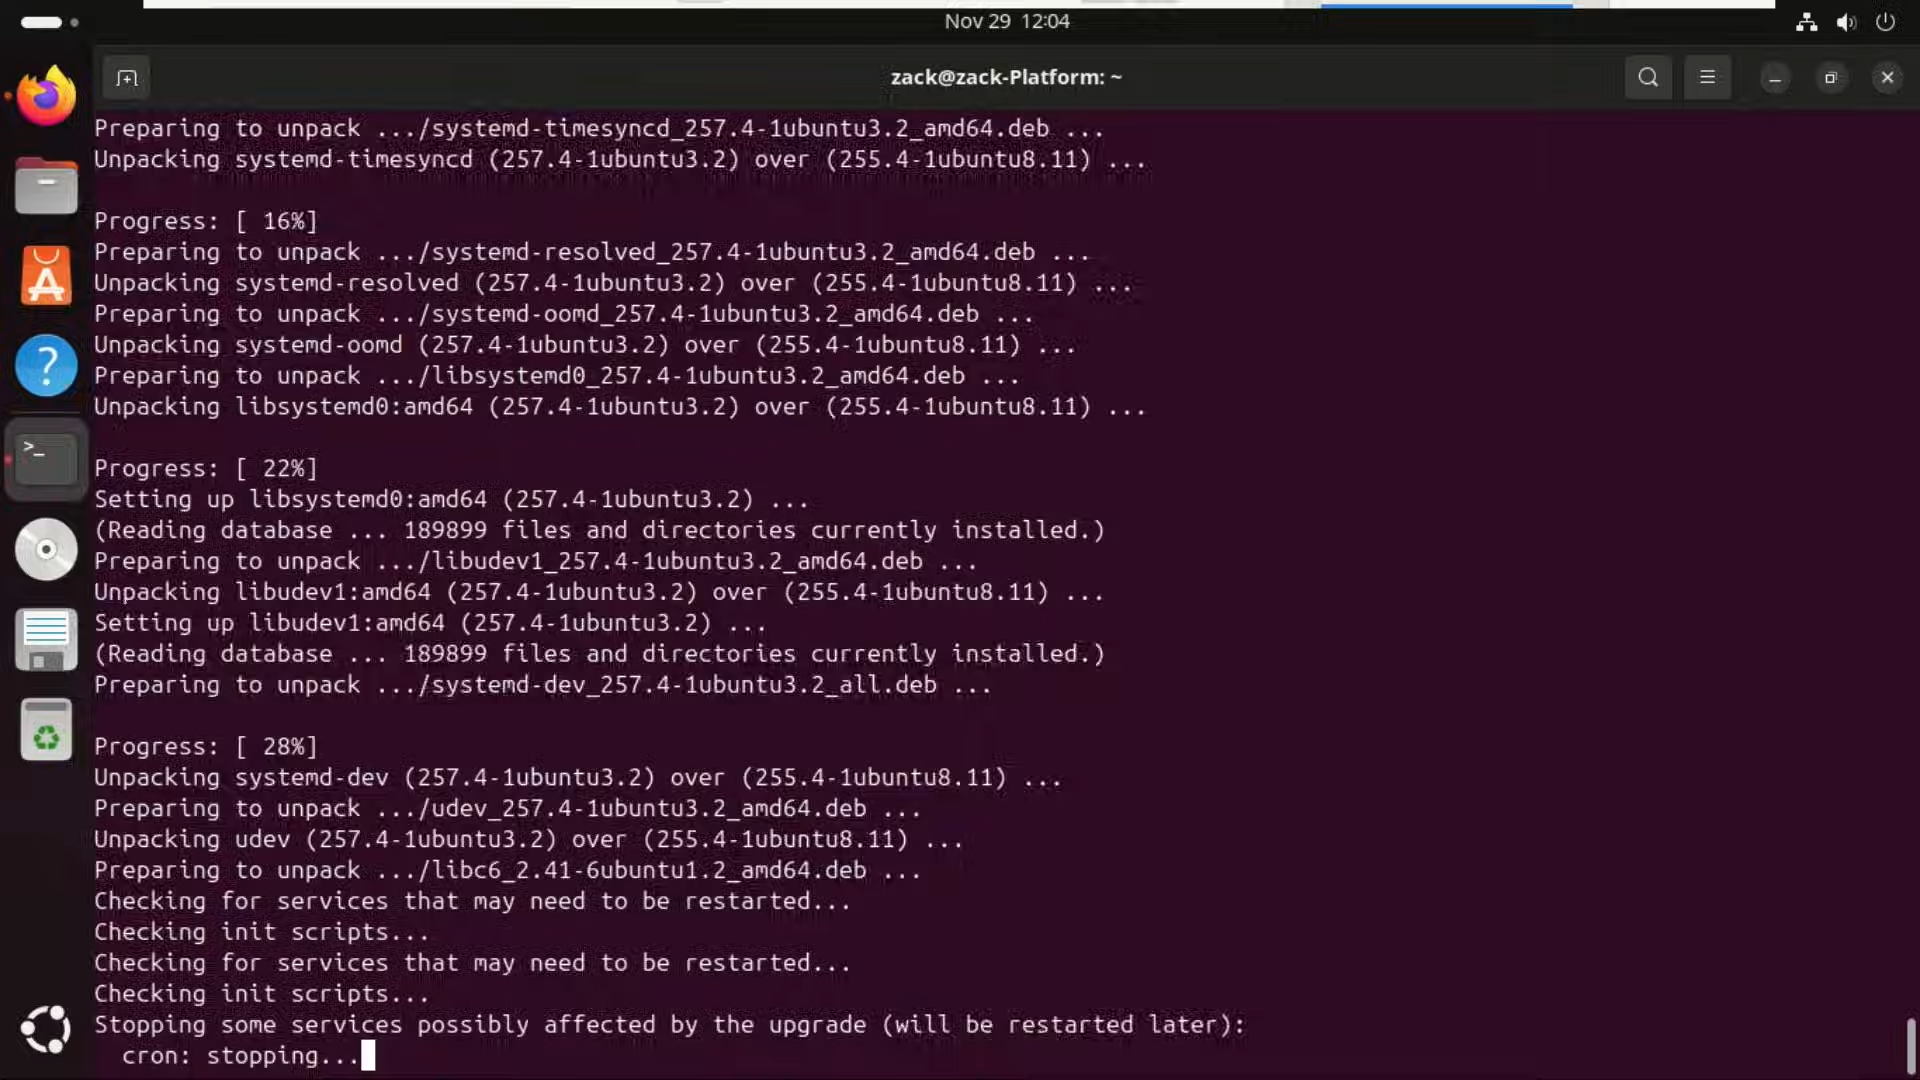 Nov 29 12:04
zack@zack-Platform: ~
Preparing to unpack .../systemd-timesyncd_257.4-1ubuntu3.2_amd64.deb ...
Unpacking systemd-timesyncd (257.4-1ubuntu3.2) over (255.4-1ubuntu8.11) ...
Progress: [ 16%]
Preparing to unpack .../systemd-resolved_257.4-1ubuntu3.2_amd64.deb ...
Unpacking systemd-resolved (257.4-1ubuntu3.2) over (255.4-1ubuntu8.11) ...
Preparing to unpack .../systemd-oomd_257.4-1ubuntu3.2_amd64.deb ...
Unpacking systemd-oomd (257.4-1ubuntu3.2) over (255.4-1ubuntu8.11) ...
Preparing to unpack .../libsystemd0_257.4-1ubuntu3.2_amd64.deb ...
Unpacking libsystemd0:amd64 (257.4-1ubuntu3.2) over (255.4-1ubuntu8.11) ...
Progress: [ 22%]
Setting up libsystemd0:amd64 (257.4-1ubuntu3.2) ...
(Reading database ... 189899 files and directories currently installed.)
Preparing to unpack .../libudev1_257.4-1ubuntu3.2_amd64.deb ...
Unpacking libudev1:amd64 (257.4-1ubuntu3.2) over (255.4-1ubuntu8.11) ...
Setting up libudev1:amd64 (257.4-1ubuntu3.2) ...
(Reading database ... 189899 files and directories currently installed.)
Preparing to unpack .../systemd-dev_257.4-1ubuntu3.2_all.deb ...
Progress: [ 28%]
Unpacking systemd-dev (257.4-1ubuntu3.2) over (255.4-1ubuntu8.11) ...
Preparing to unpack .../udev_257.4-1ubuntu3.2_amd64.deb ...
Unpacking udev (257.4-1ubuntu3.2) over (255.4-1ubuntu8.11) ...
Preparing to unpack .../libc6_2.41-6ubuntu1.2_amd64.deb ...
Checking for services that may need to be restarted...
Checking init scripts...
Checking for services that may need to be restarted...
Checking init scripts...
Stopping some services possibly affected by the upgrade (will be restarted later):
cron: stopping...